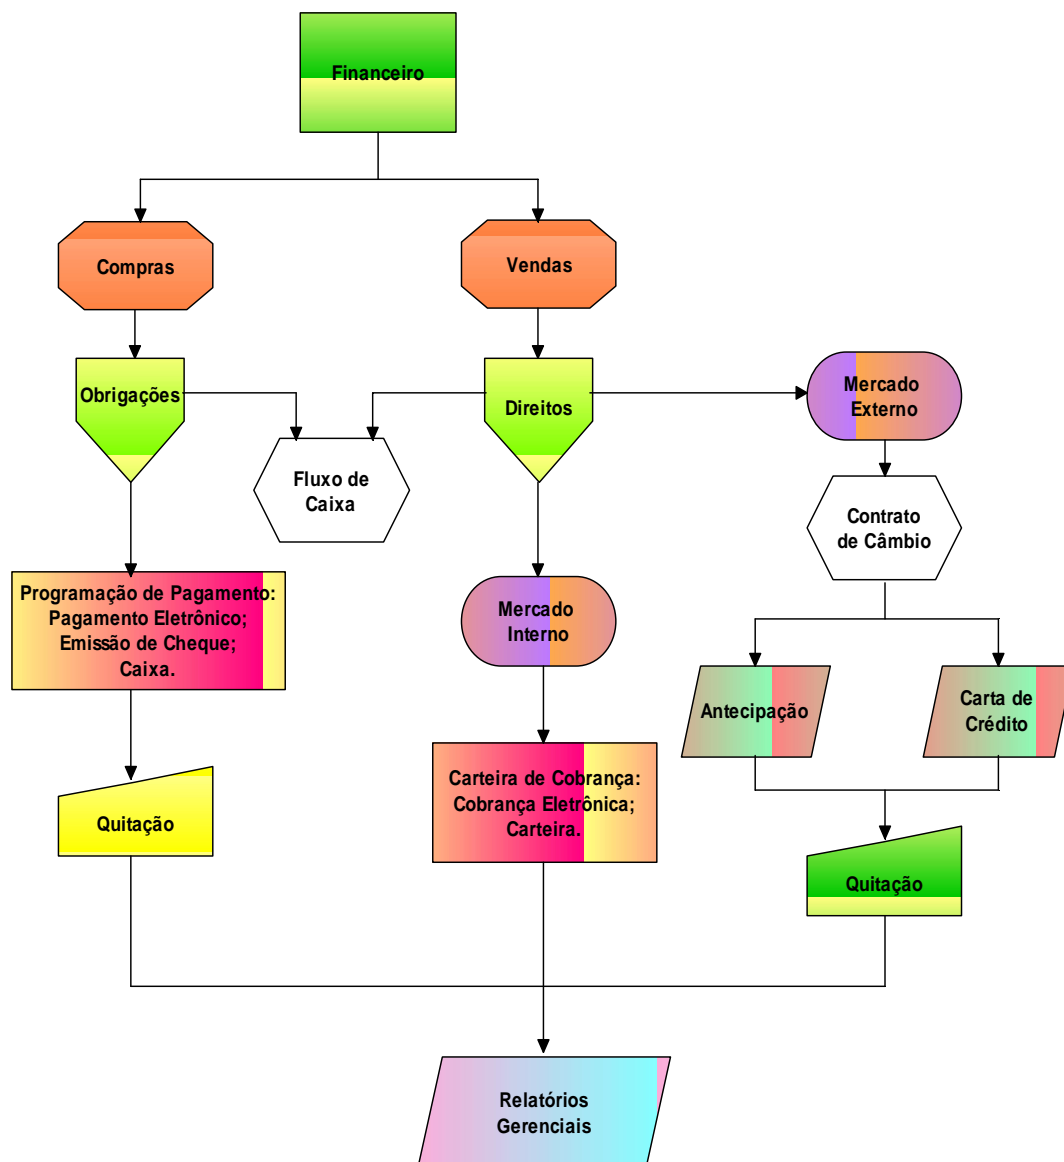 Financeiro
Compras
Vendas
Obrigações
Direitos
Mercado
Externo
Fluxo de
Caixa
Contrato
de Câmbio
Programação de Pagamento:
Pagamento Eletrônico;
Emissão de Cheque;
Caixa.
Mercado
Interno
Antecipação
Carta de
Crédito
Carteira de Cobrança:
Cobrança Eletrônica;
Carteira.
Quitação
Quitação
Relatórios
Gerenciais